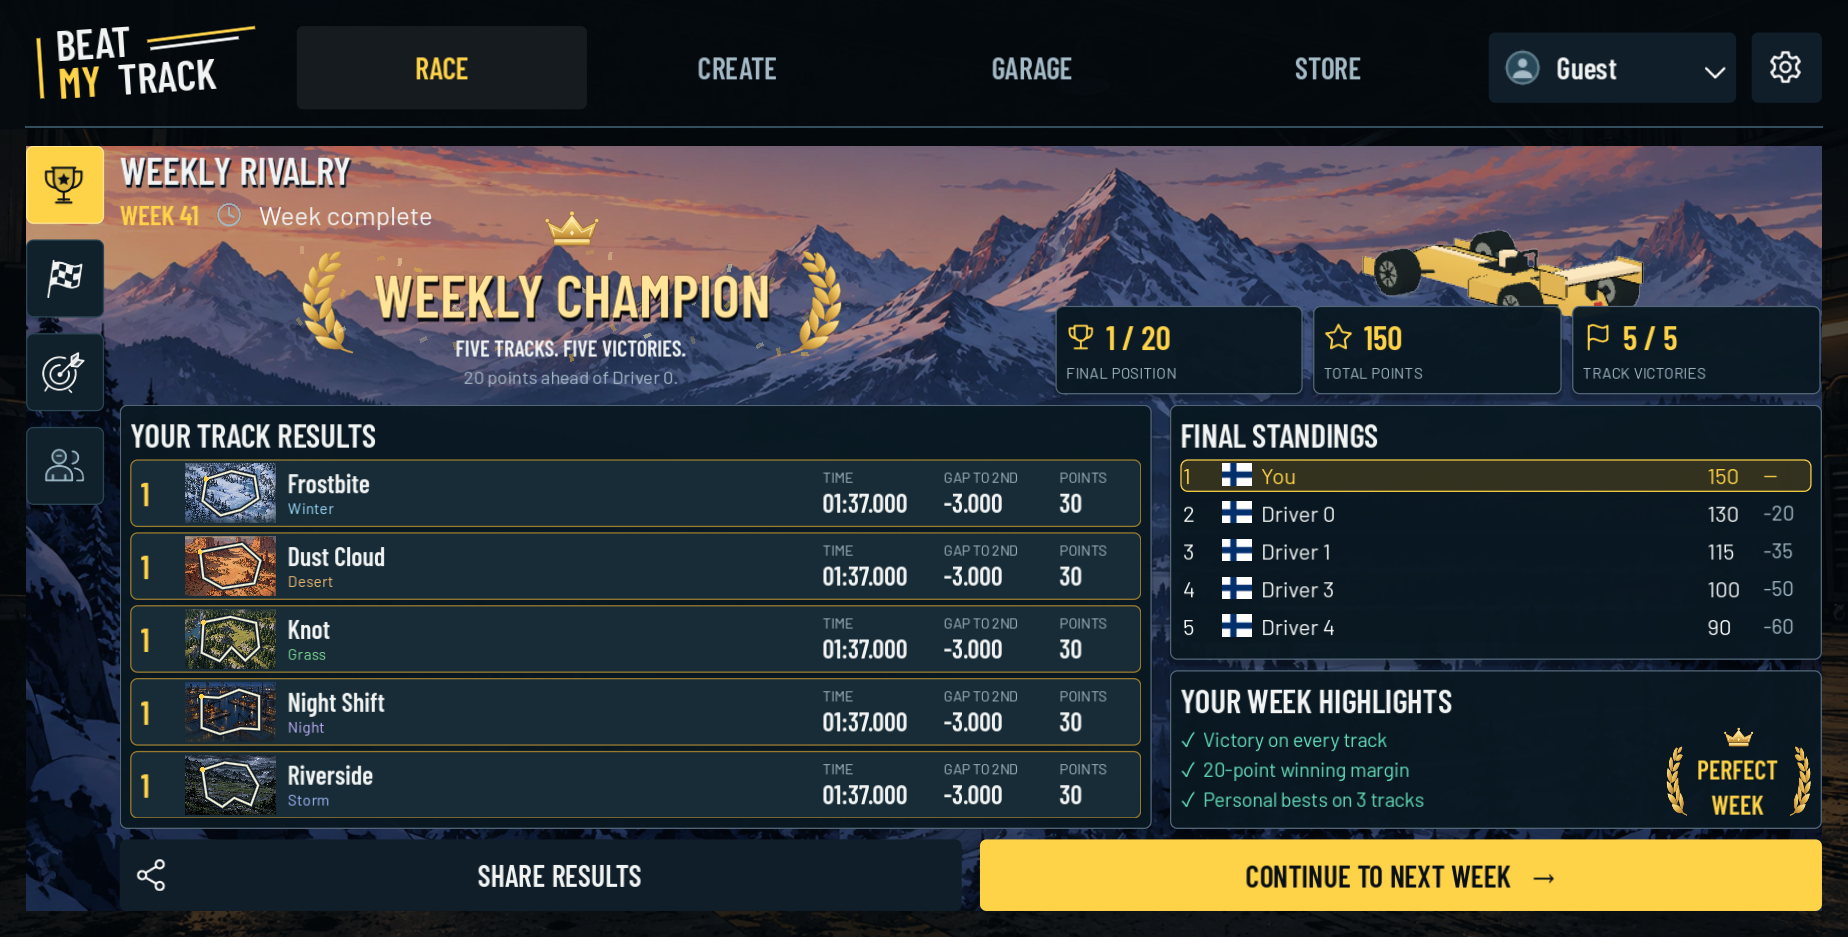 BEAT
MY TRACK
RACE
CREATE
GARAGE
STORE
Guest
WEEKLY RIVALRY
WEEK 41 Week complete
WEEKLY CHAMPION
FIVE TRACKS. FIVE VICTORIES.
20 points ahead of Driver 0.
1 / 20
FINAL POSITION
150
TOTAL POINTS
5 / 5
TRACK VICTORIES
YOUR TRACK RESULTS
1 Frostbite
Winter
TIME GAP TO 2ND POINTS
01:37.000 -3.000 30
1 Dust Cloud
Desert
TIME GAP TO 2ND POINTS
01:37.000 -3.000 30
1 Knot
Grass
TIME GAP TO 2ND POINTS
01:37.000 -3.000 30
1 Night Shift
Night
TIME GAP TO 2ND POINTS
01:37.000 -3.000 30
1 Riverside
Storm
TIME GAP TO 2ND POINTS
01:37.000 -3.000 30
FINAL STANDINGS
1 You 150 –
2 Driver 0 130 -20
3 Driver 1 115 -35
4 Driver 3 100 -50
5 Driver 4 90 -60
YOUR WEEK HIGHLIGHTS
✓ Victory on every track
✓ 20-point winning margin
✓ Personal bests on 3 tracks
PERFECT
WEEK
SHARE RESULTS
CONTINUE TO NEXT WEEK →